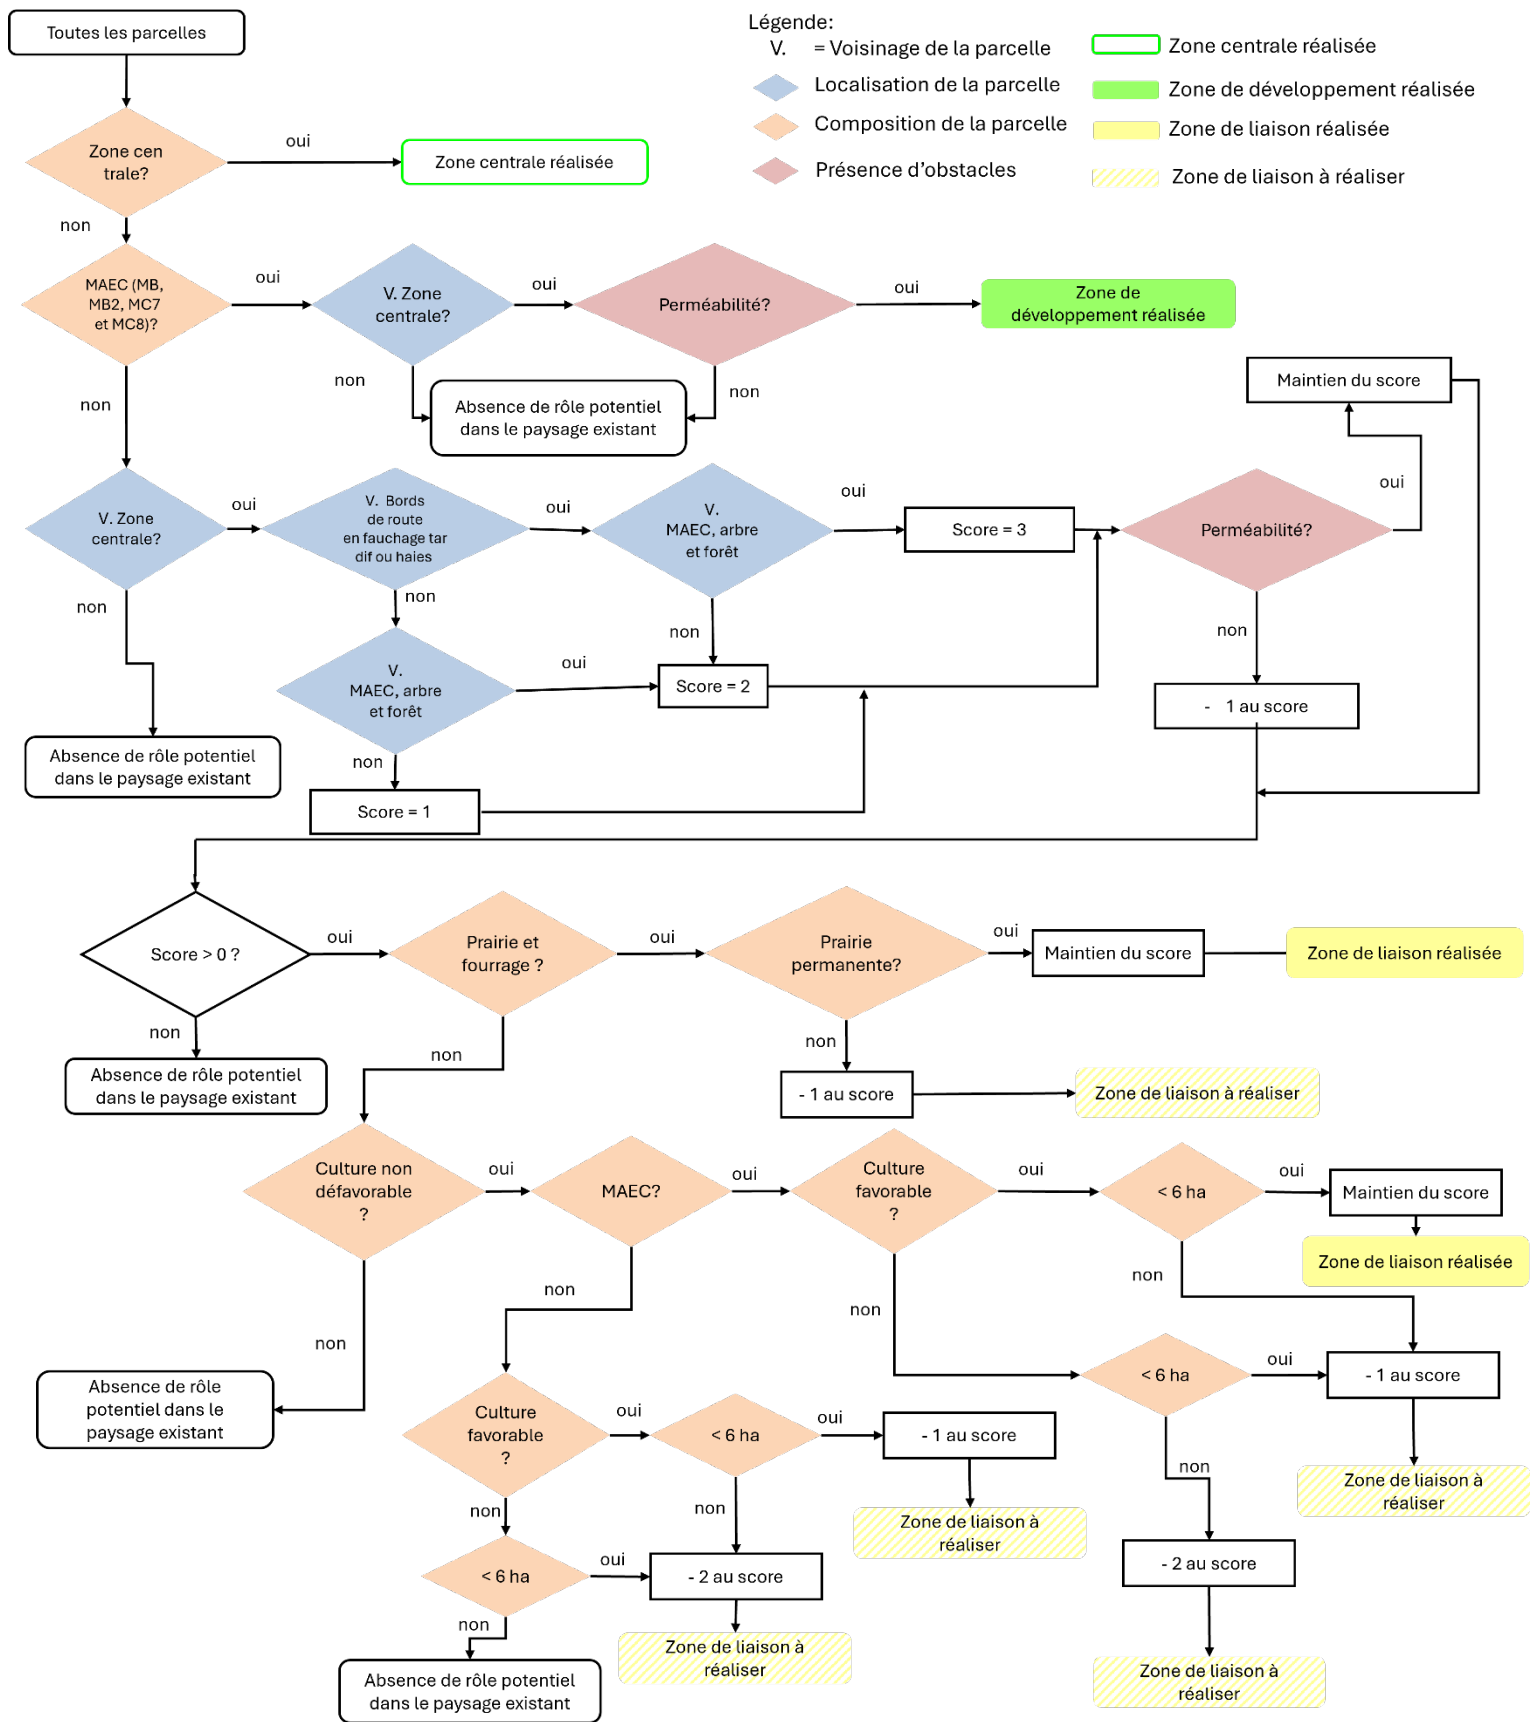 Toutes les parcelles
Légende:
V. = Voisinage de la parcelle
Localisation de la parcelle
Composition de la parcelle
Présence d'obstacles
Zone centrale réalisée
Zone de développement réalisée
Zone de liaison réalisée
Zone de liaison à réaliser
Zone cen
trale?
oui
Zone centrale réalisée
non
MAEC (MB,
MB2, MC7
et MC8)?
oui
V. Zone
centrale?
oui
Perméabilité?
oui
Zone de
développement réalisée
non
non
non
Absence de rôle potentiel
dans le paysage existant
Maintien du score
V. Zone
centrale?
oui
V. Bords
de route
en fauchage tar
dif ou haies
oui
V.
MAEC, arbre
et forêt
oui
Score = 3
Perméabilité?
oui
non
non
V.
MAEC, arbre
et forêt
oui
non
Score = 2
non
- 1 au score
Absence de rôle potentiel
dans le paysage existant
non
Score = 1
Score > 0 ?
oui
Prairie et
fourrage ?
oui
Prairie
permanente?
oui
Maintien du score
Zone de liaison réalisée
non
Absence de rôle potentiel
dans le paysage existant
non
non
- 1 au score
Zone de liaison à réaliser
Culture non
défavorable
?
oui
MAEC?
oui
Culture
favorable
?
oui
< 6 ha
oui
Maintien du score
Zone de liaison réalisée
non
non
non
non
Absence de rôle
potentiel dans le
paysage existant
< 6 ha
oui
- 1 au score
Zone de liaison à
réaliser
non
- 2 au score
Zone de liaison à
réaliser
Culture
favorable
?
oui
< 6 ha
oui
- 1 au score
Zone de liaison à
réaliser
non
non
< 6 ha
oui
- 2 au score
Zone de liaison à
réaliser
non
Absence de rôle potentiel
dans le paysage existant